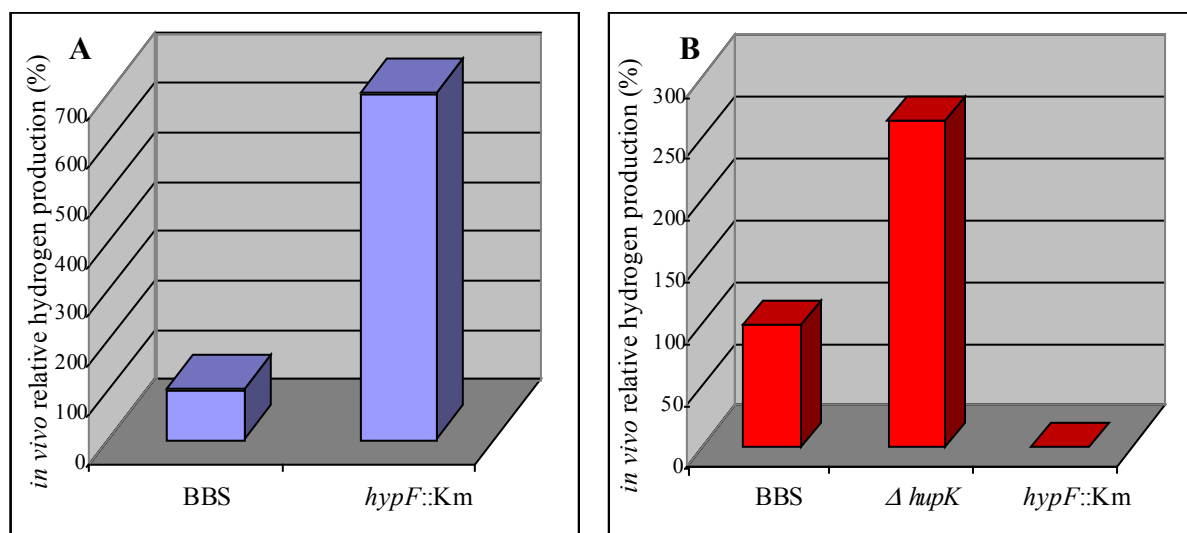 A
in vivo relative hydrogen production (%)
700
600
500
400
300
200
100
0
BBS
hypF::Km
B
in vivo relative hydrogen production (%)
300
250
200
150
100
50
0
BBS
Δ hupK
hypF::Km